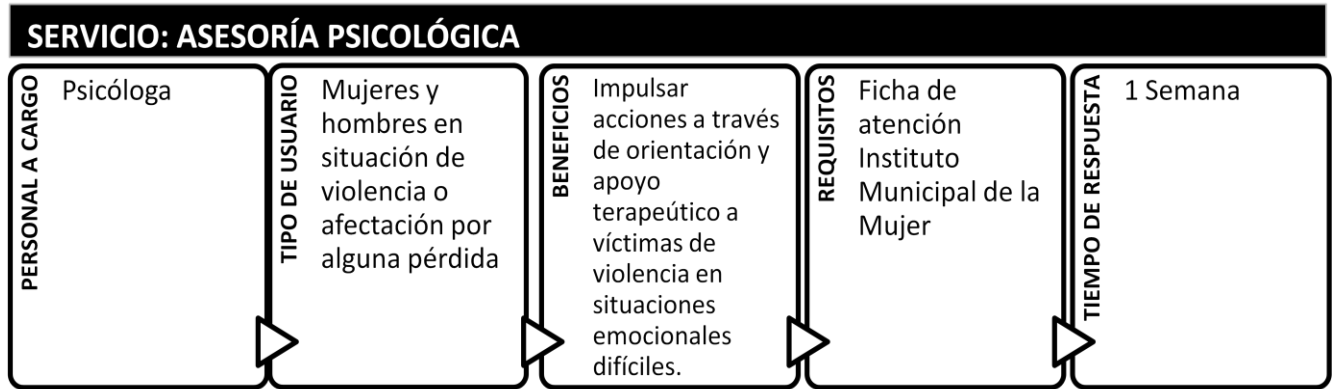 SERVICIO: ASESORÍA PSICOLÓGICA
PERSONAL A CARGO
Psicóloga
TIPO DE USUARIO
Mujeres y
hombres en
situación de
violencia o
afectación por
alguna pérdida
BENEFICIOS
Impulsar
acciones a través
de orientación y
apoyo
terapeútico a
víctimas de
violencia en
situaciones
emocionales
difíciles.
REQUISITOS
Ficha de
atención
Instituto
Municipal de la
Mujer
TIEMPO DE RESPUESTA
1 Semana